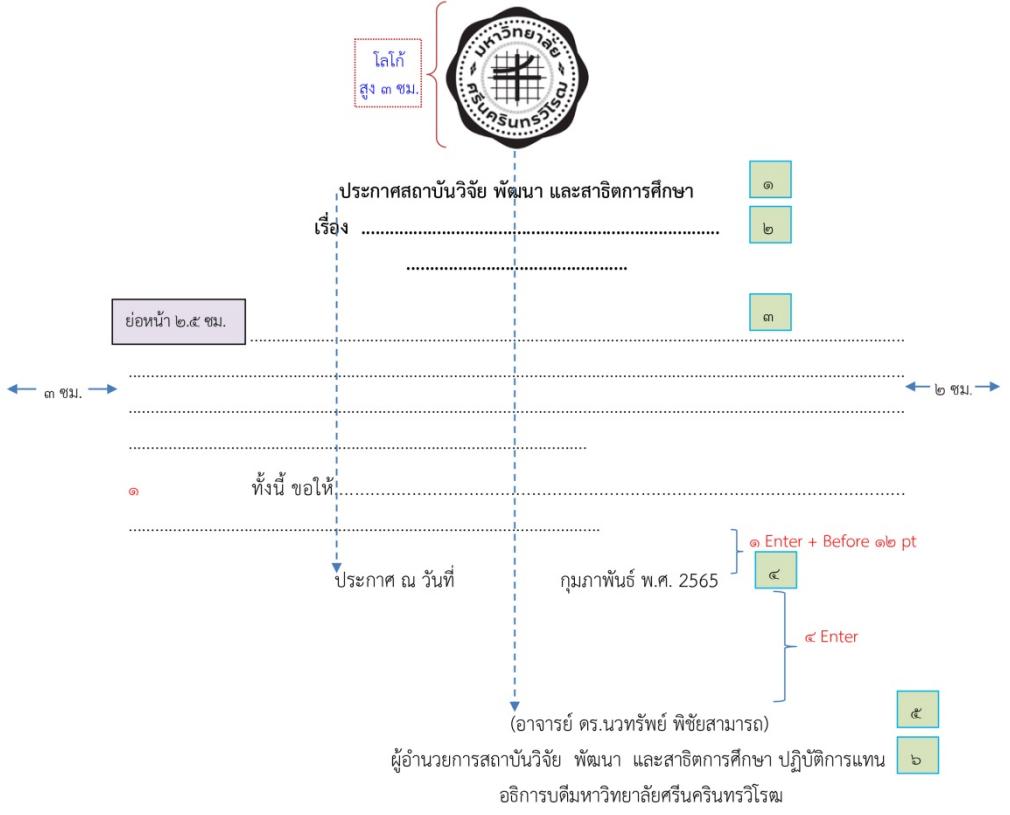 มหาวิทยาลัย
ศรีนครินทรวิโรฒ
โลโก้
สูง ๓ ซม.
ประกาศสถาบันวิจัย พัฒนา และสาธิตการศึกษา
๑
เรื่อง ............................................................................
๒
...............................................
ย่อหน้า ๒.๕ ซม.
๓
๓ ซม.
๒ ซม.
๑
ทั้งนี้ ขอให้......................................................................
๑ Enter + Before ๑๒ pt
ประกาศ ณ วันที่ กุมภาพันธ์ พ.ศ. 2565
๔
๔ Enter
๕
(อาจารย์ ดร.นวทรัพย์ พิชัยสามารถ)
ผู้อำนวยการสถาบันวิจัย พัฒนา และสาธิตการศึกษา ปฏิบัติการแทน
๖
อธิการบดีมหาวิทยาลัยศรีนครินทรวิโรฒ